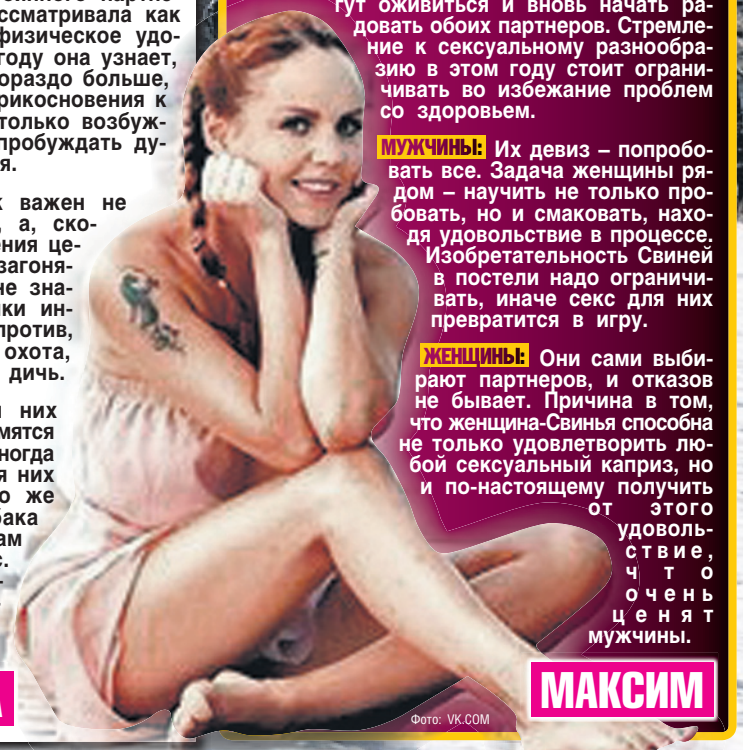 ссматривала как
физическое удо-
году она узнает,
ораздо больше,
рикосновения к
только возбуж-
пробуждать ду-
я.
важен не
а, ско-
ения це-
загоня-
не зна-
ки ин-
против,
охота,
дичь.
них
мятся
ногда
я них
о же
бака
ам
с.
гут оживиться и вновь начать ра-
довать обоих партнеров. Стремле-
ние к сексуальному разнообра-
зию в этом году стоит ограни-
чивать во избежание проблем
со здоровьем.
МУЖЧИНЫ: Их девиз – попробо-
вать все. Задача женщины ря-
дом – научить не только про-
бовать, но и смаковать, нахо-
дя удовольствие в процессе.
Изобретательность Свиней
в постели надо ограничи-
вать, иначе секс для них
превратится в игру.
ЖЕНЩИНЫ: Они сами выби-
рают партнеров, и отказов
не бывает. Причина в том,
что женщина-Свинья способна
не только удовлетворить лю-
бой сексуальный каприз, но
и по-настоящему получить
от этого
удоволь-
ствие,
что
очень
ценят
мужчины.
МАКСИМ
Фото: VK.COM